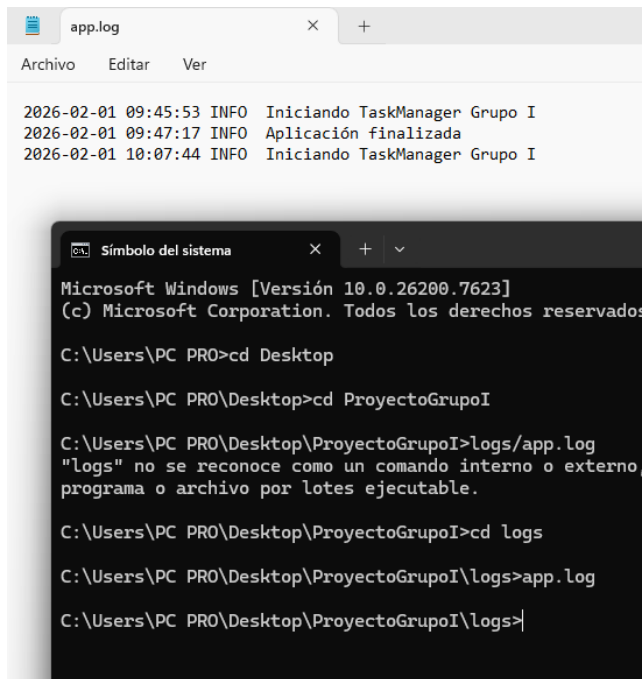 app.log
Archivo Editar Ver
2026-02-01 09:45:53 INFO  Iniciando TaskManager Grupo I
2026-02-01 09:47:17 INFO  Aplicación finalizada
2026-02-01 10:07:44 INFO  Iniciando TaskManager Grupo I
Símbolo del sistema
Microsoft Windows [Versión 10.0.26200.7623]
(c) Microsoft Corporation. Todos los derechos reservados
C:\Users\PC PRO>cd Desktop
C:\Users\PC PRO\Desktop>cd ProyectoGrupoI
C:\Users\PC PRO\Desktop\ProyectoGrupoI>logs/app.log
"logs" no se reconoce como un comando interno o externo,
programa o archivo por lotes ejecutable.
C:\Users\PC PRO\Desktop\ProyectoGrupoI>cd logs
C:\Users\PC PRO\Desktop\ProyectoGrupoI\logs>app.log
C:\Users\PC PRO\Desktop\ProyectoGrupoI\logs>